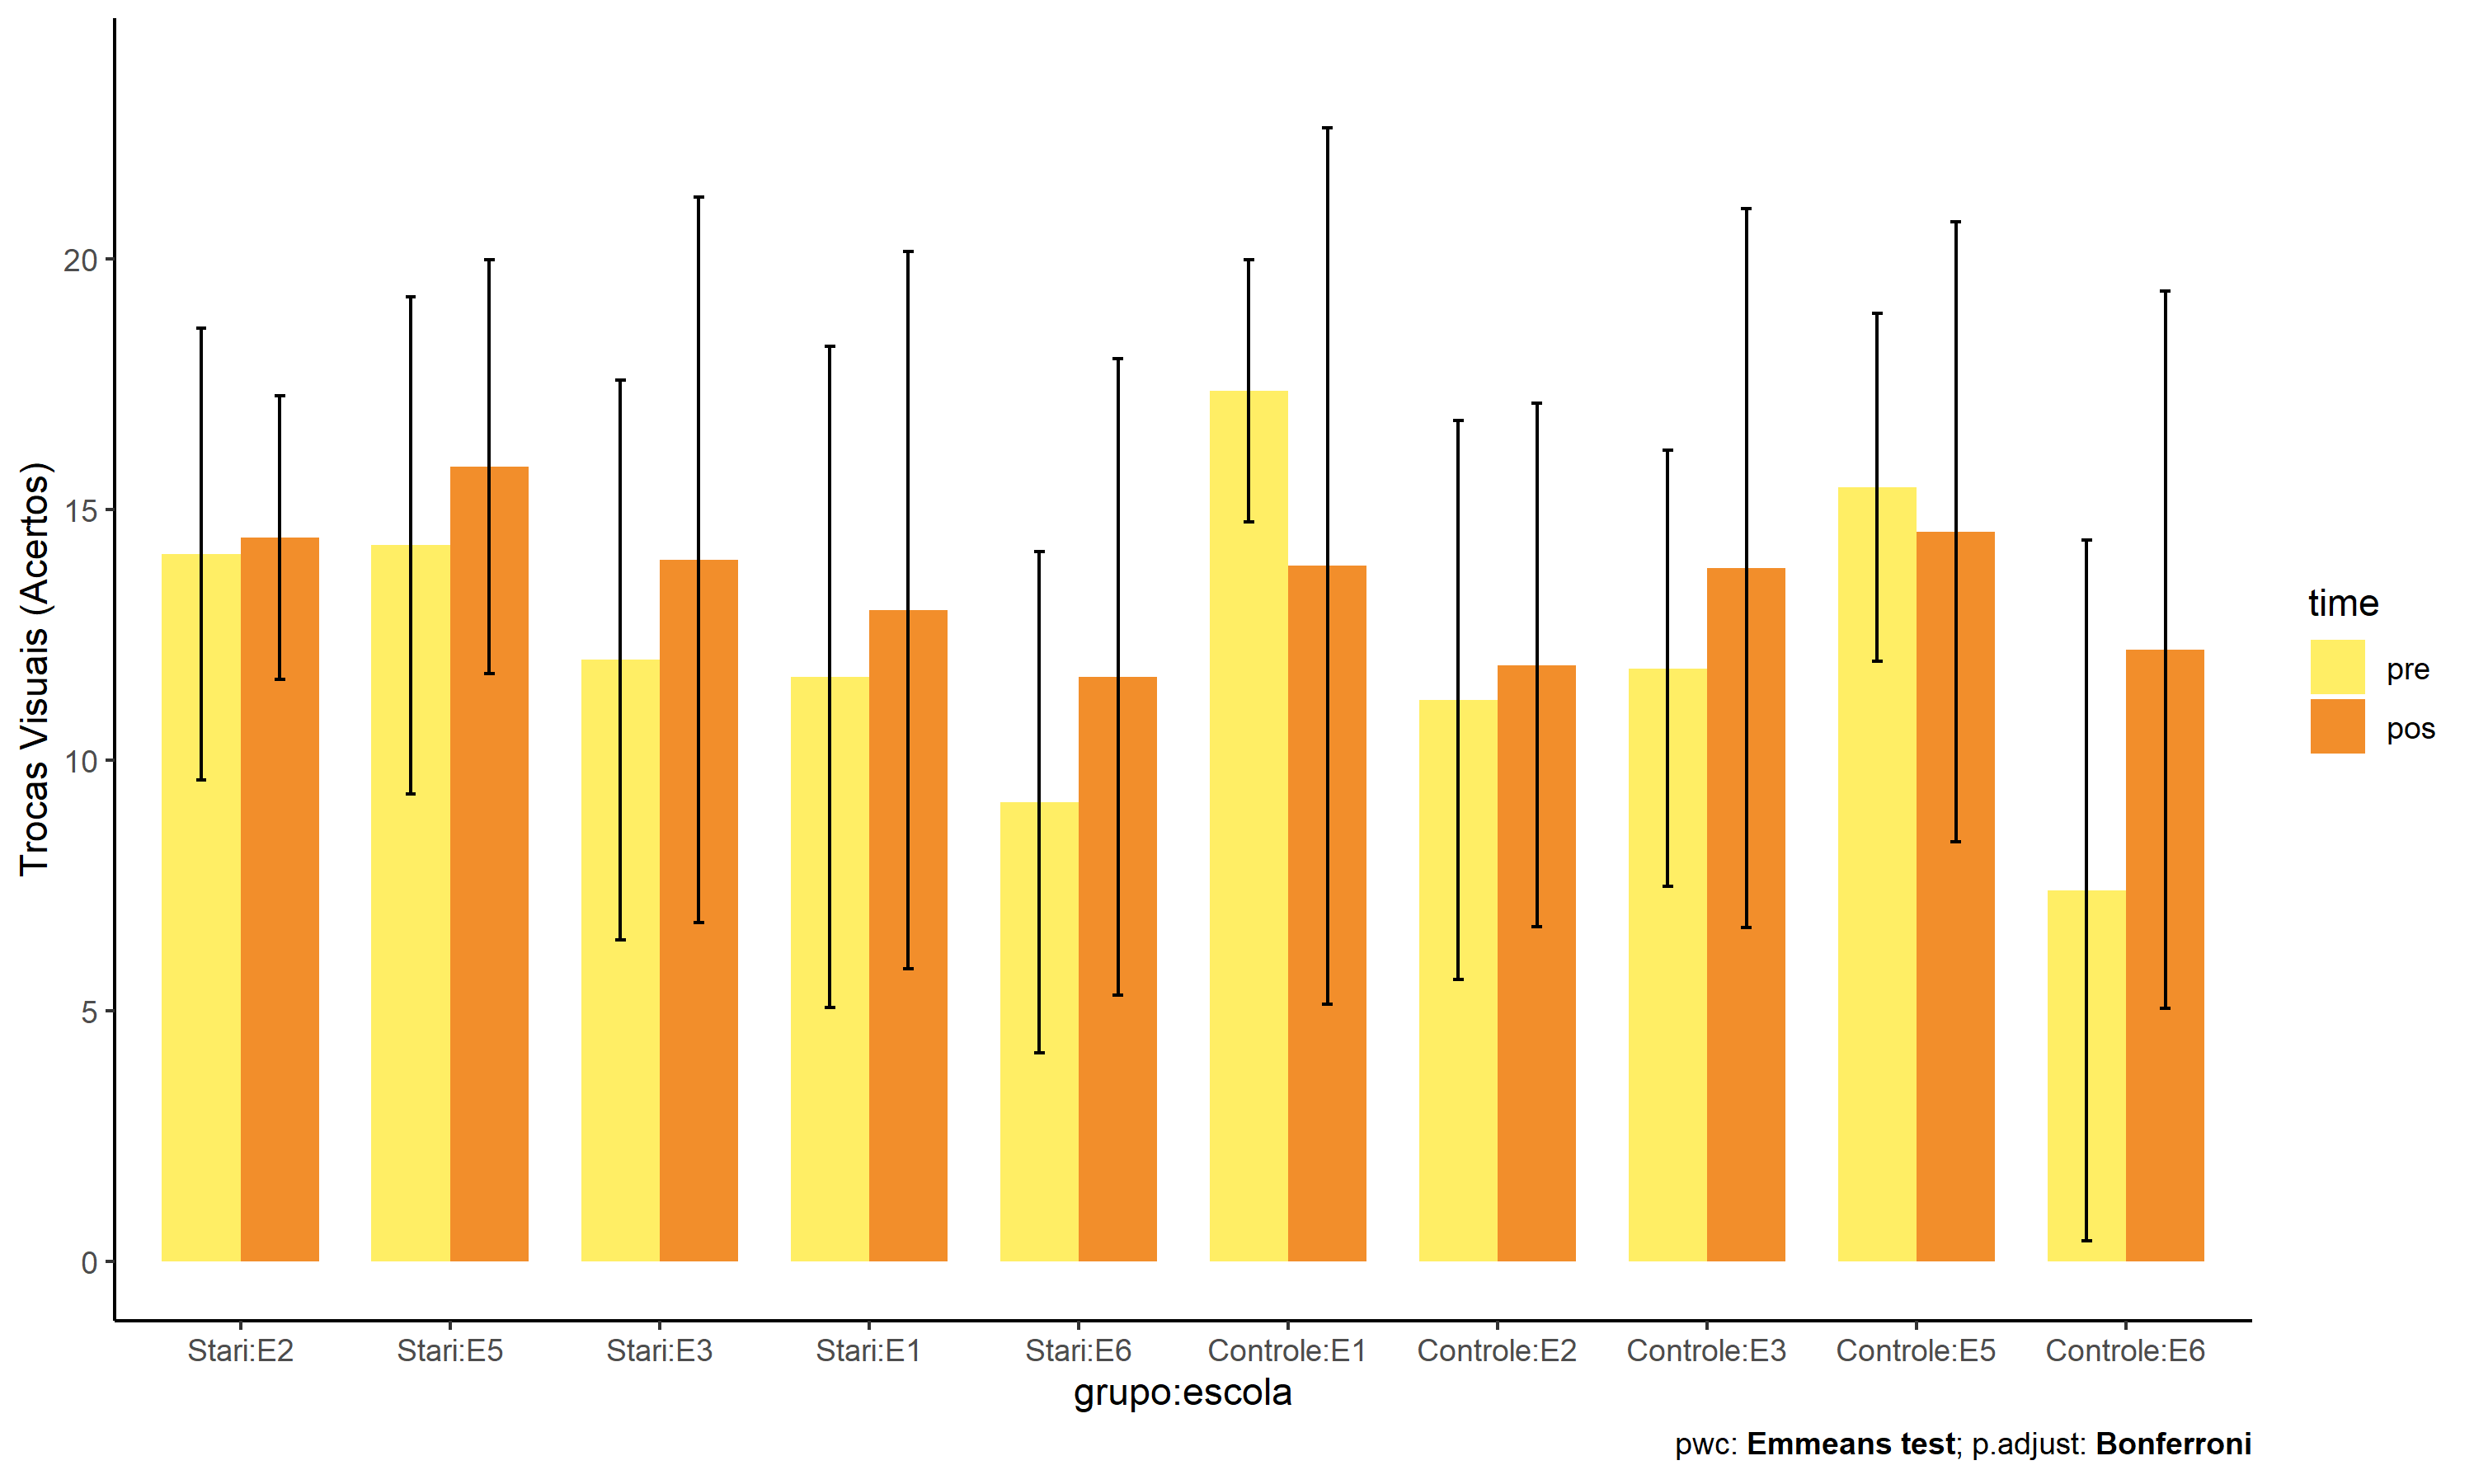 Trocas Visuais (Acertos)
20
15
10
5
0
Stari:E2
Stari:E5
Stari:E3
Stari:E1
Stari:E6
Controle:E1
Controle:E2
Controle:E3
Controle:E5
Controle:E6
grupo:escola
time
pre
pos
pwc: Emmeans test; p.adjust: Bonferroni